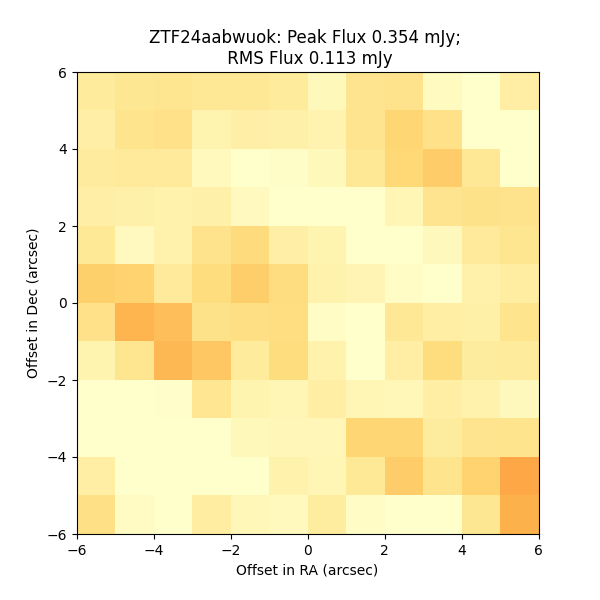 ZTF24aabwuok: Peak Flux 0.354 mJy;
RMS Flux 0.113 mJy
6
4
2
0
−2
−4
−6
Offset in Dec (arcsec)
−6 −4 −2 0 2 4 6
Offset in RA (arcsec)